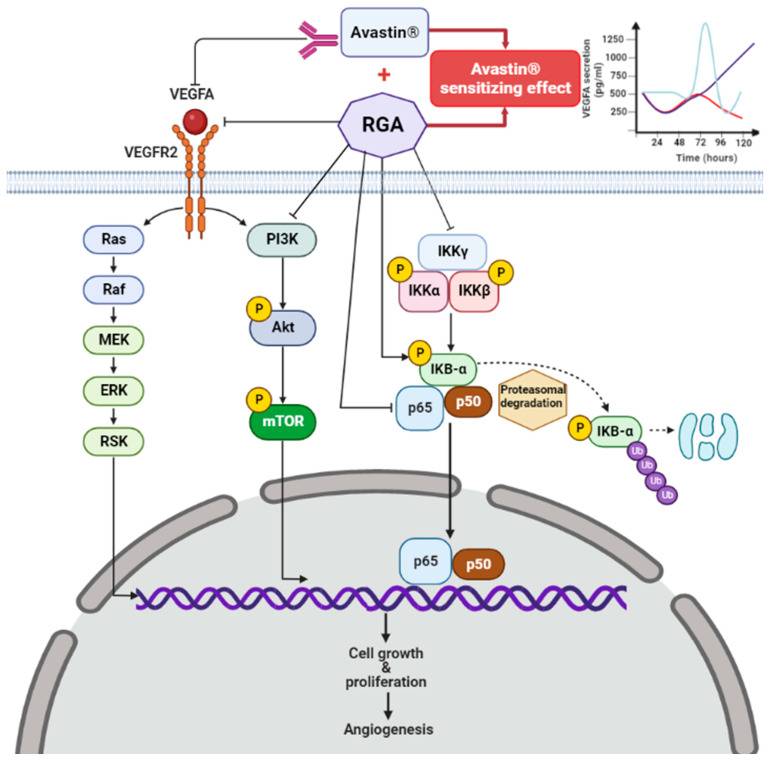 Avastin®
+
Avastin®
sensitizing effect
RGA
VEGFA
VEGFR2
VEGFA secretion
(pg/ml)
1250
1000
750
500
250
24 48 72 96 120
Time (hours)
Ras
Raf
MEK
ERK
RSK
PI3K
P
Akt
P
mTOR
IKKγ
P
P
IKKα
IKKβ
P
IKB-α
p65
p50
Proteasomal
degradation
P
IKB-α
Ub
Ub
Ub
Ub
p65
p50
Cell growth
&
proliferation
Angiogenesis